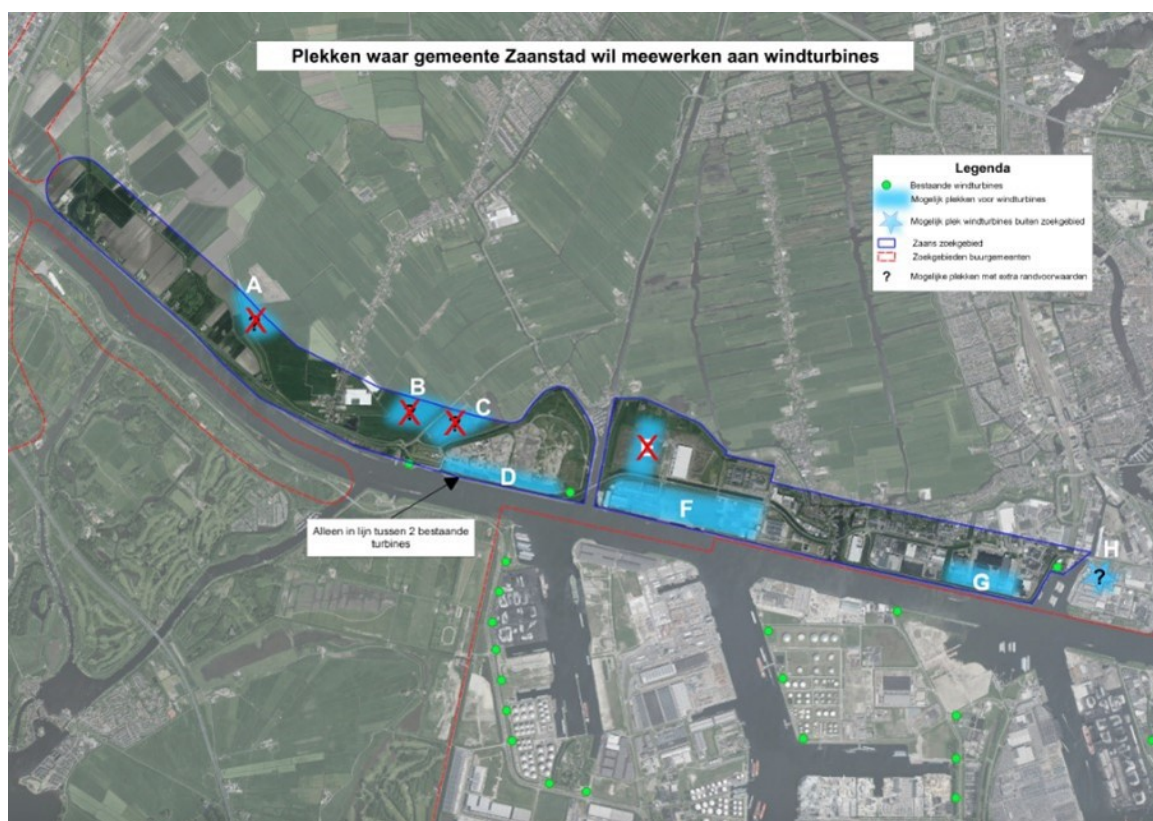 Plekken waar gemeente Zaanstad wil meewerken aan windturbines
Legenda
Bestaande windturbines
Mogelijk plekken voor windturbines
Mogelijk plek windturbines buiten zoekgebied
Zaans zoekgebied
Zoekgebieden buurgemeenten
? Mogelijke plekken met extra randvoorwaarden
A
B
C
D
F
G
H
?
Alleen in lijn tussen 2 bestaande
turbines